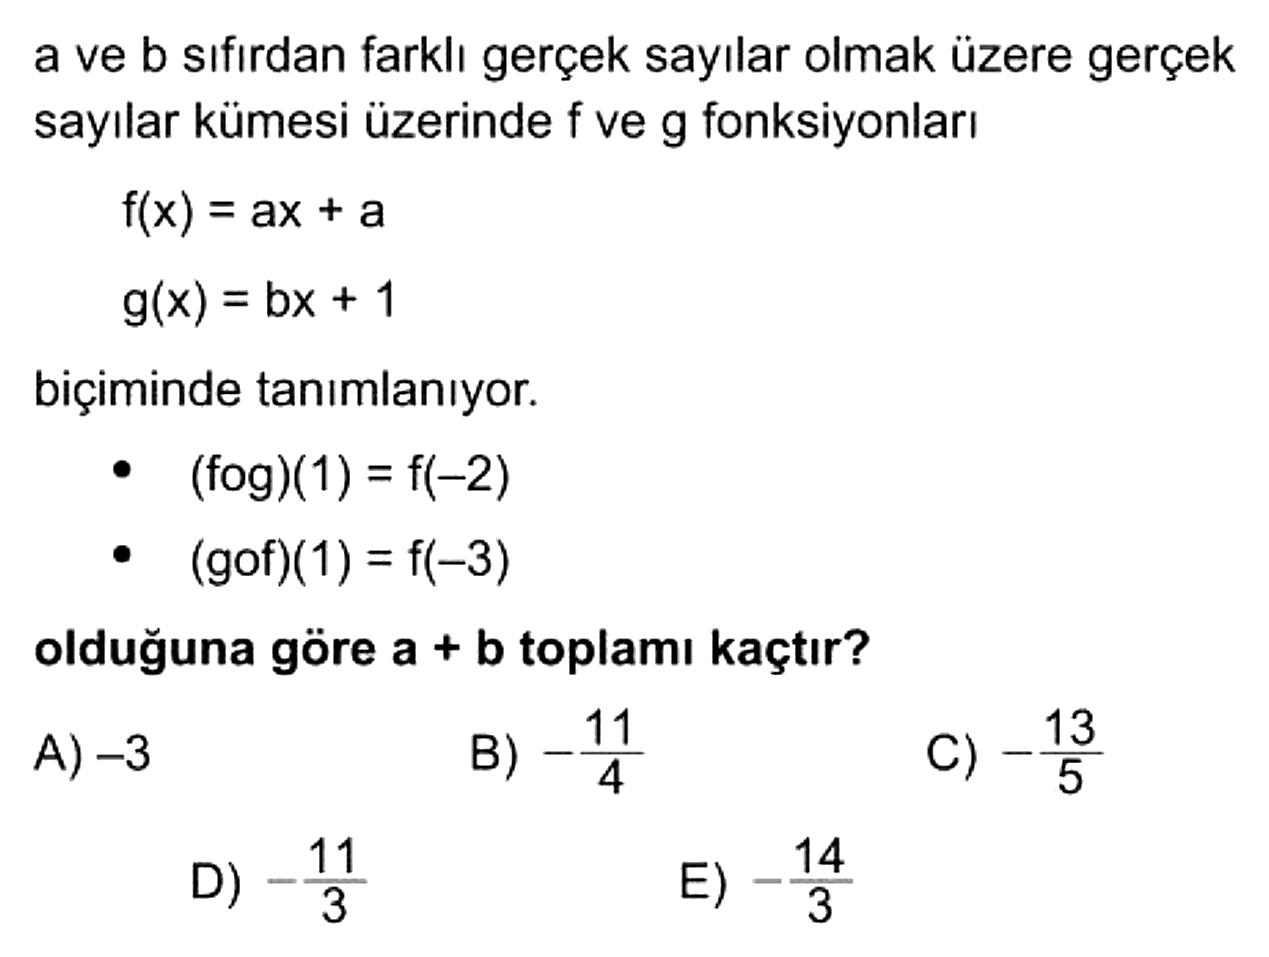 a ve b sıfırdan farklı gerçek sayılar olmak üzere gerçek
sayılar kümesi üzerinde f ve g fonksiyonları
f(x) = ax + a
g(x) = bx + 1
biçiminde tanımlanıyor.
• (fog)(1) = f(–2)
• (gof)(1) = f(–3)
olduğuna göre a + b toplamı kaçtır?
A) –3 B) –11/4 C) –13/5
D) –11/3 E) –14/3